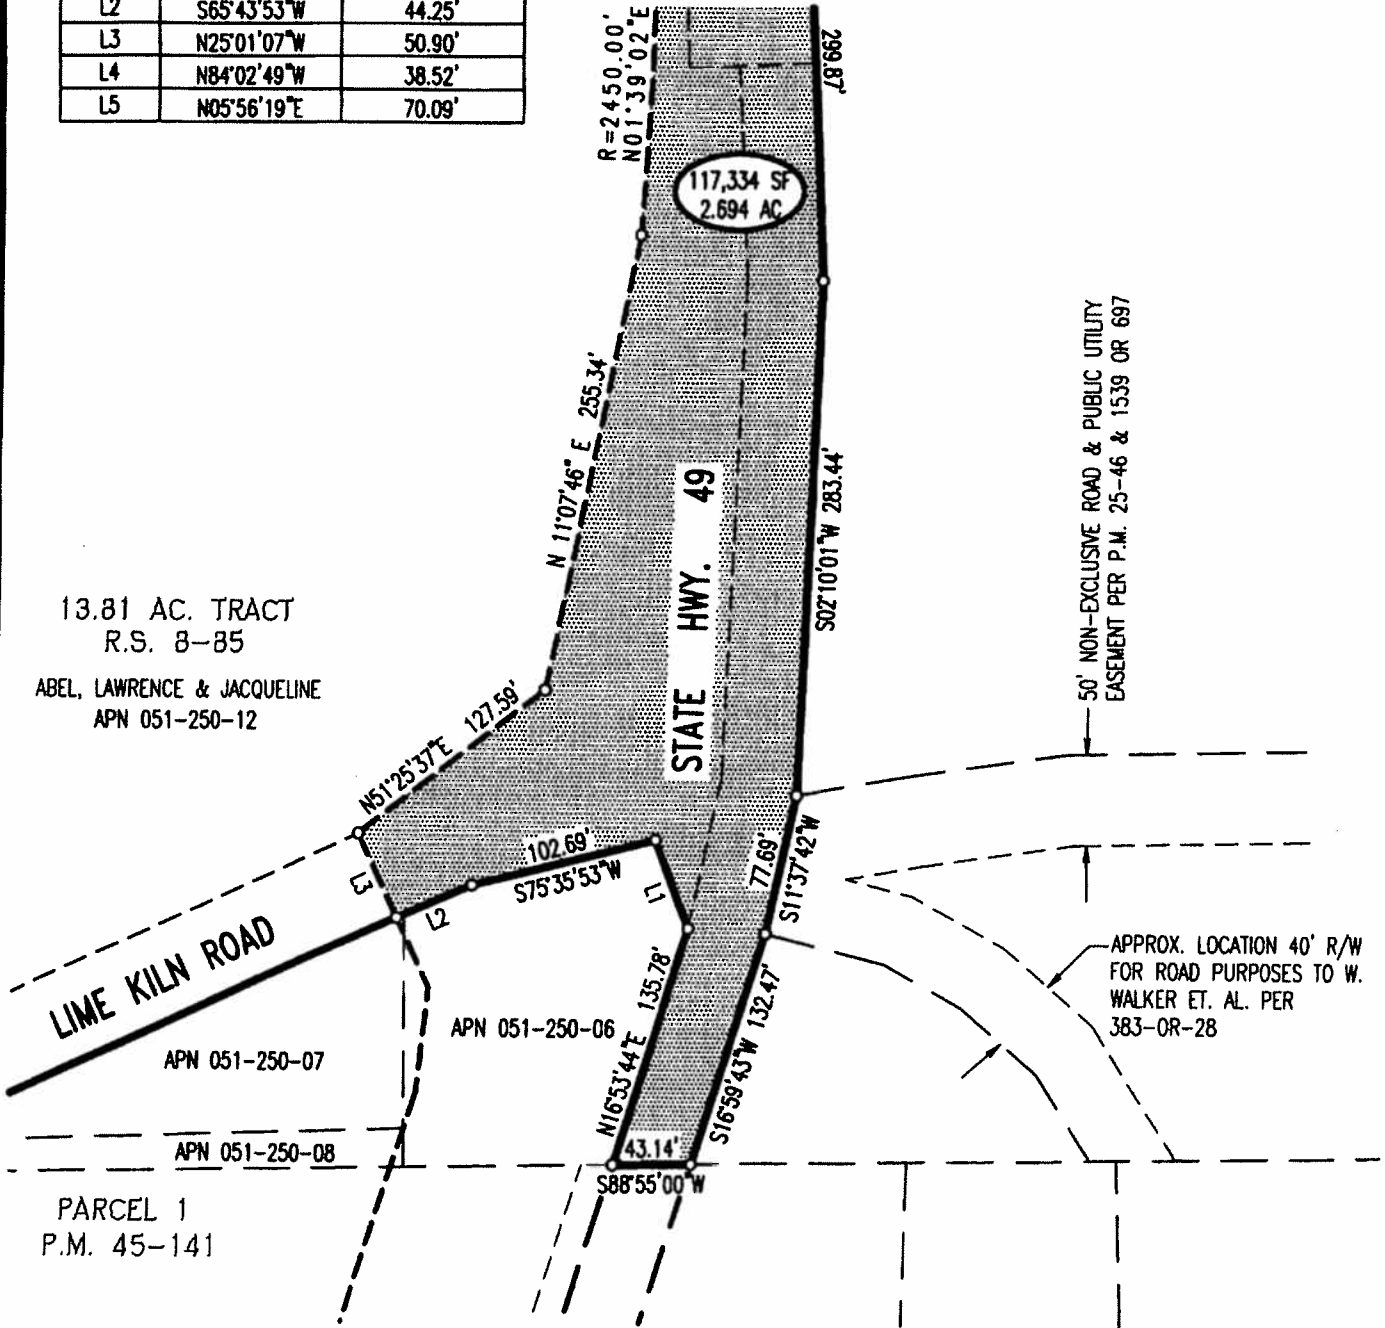 L2 S65°43'53"W 44.25'
L3 N25°01'07"W 50.90'
L4 N84°02'49"W 38.52'
L5 N05°56'19"E 70.09'
R=2450.00'
N01°39'02"E
299.87'
117,334 SF
2.694 AC
N 11°07'46" E 255.34'
STATE HWY. 49
S02°10'01"W 283.44'
50' NON-EXCLUSIVE ROAD & PUBLIC UTILITY
EASEMENT PER P.M. 25-46 & 1539 OR 697
13.81 AC. TRACT
R.S. 8-85
ABEL, LAWRENCE & JACQUELINE
APN 051-250-12
N51°25'37"E 127.59'
L3
L2
102.69'
S75°35'53"W
L1
77.69'
S11°37'42"W
LIME KILN ROAD
APPROX. LOCATION 40' R/W
FOR ROAD PURPOSES TO W.
WALKER ET. AL. PER
383-OR-28
APN 051-250-06
APN 051-250-07
APN 051-250-08
N16°53'44"E 135.78'
S16°59'43"W 132.47'
43.14'
S88°55'00"W
PARCEL 1
P.M. 45-141